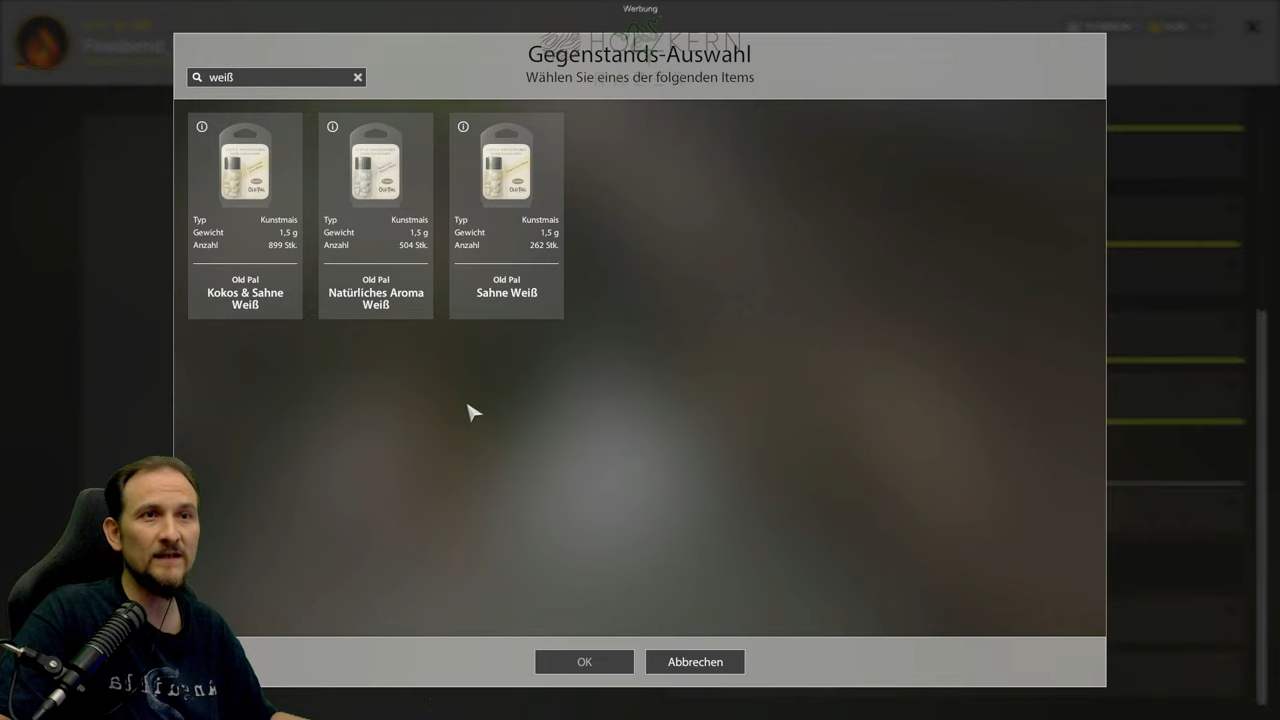 Werbung
HOLZKERN
Gegenstands-Auswahl
Wählen Sie eines der folgenden Items
weiß
Typ Kunstmais
Gewicht 1,5 g
Anzahl 899 Stk.
Old Pal
Kokos & Sahne
Weiß
Typ Kunstmais
Gewicht 1,5 g
Anzahl 504 Stk.
Old Pal
Natürliches Aroma
Weiß
Typ Kunstmais
Gewicht 1,5 g
Anzahl 262 Stk.
Old Pal
Sahne Weiß
OK
Abbrechen